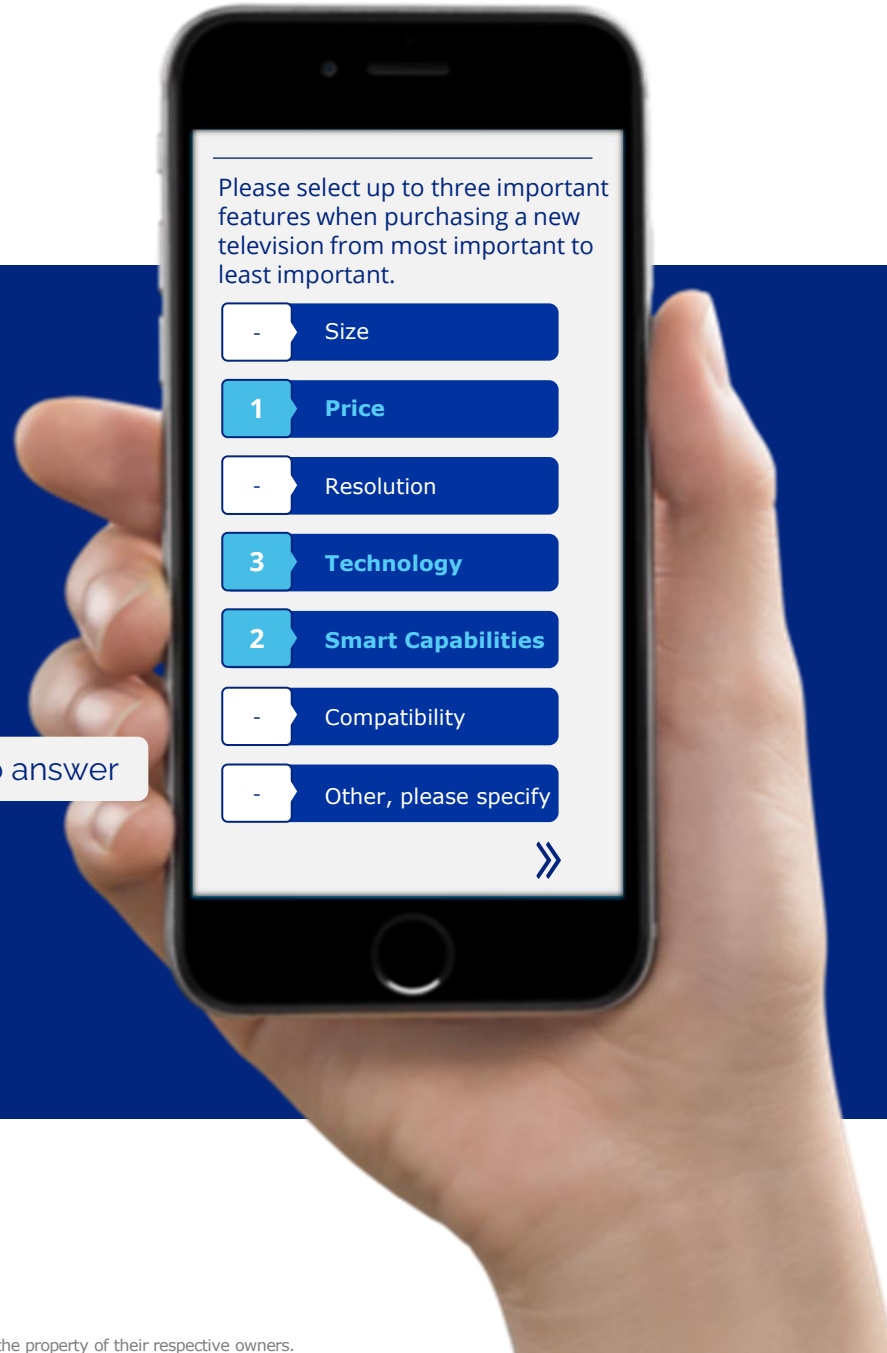 Please select up to three important
features when purchasing a new
television from most important to
least important.
- Size
1 Price
- Resolution
3 Technology
2 Smart Capabilities
- Compatibility
answer
- Other, please specify
»
the property of their respective owners.